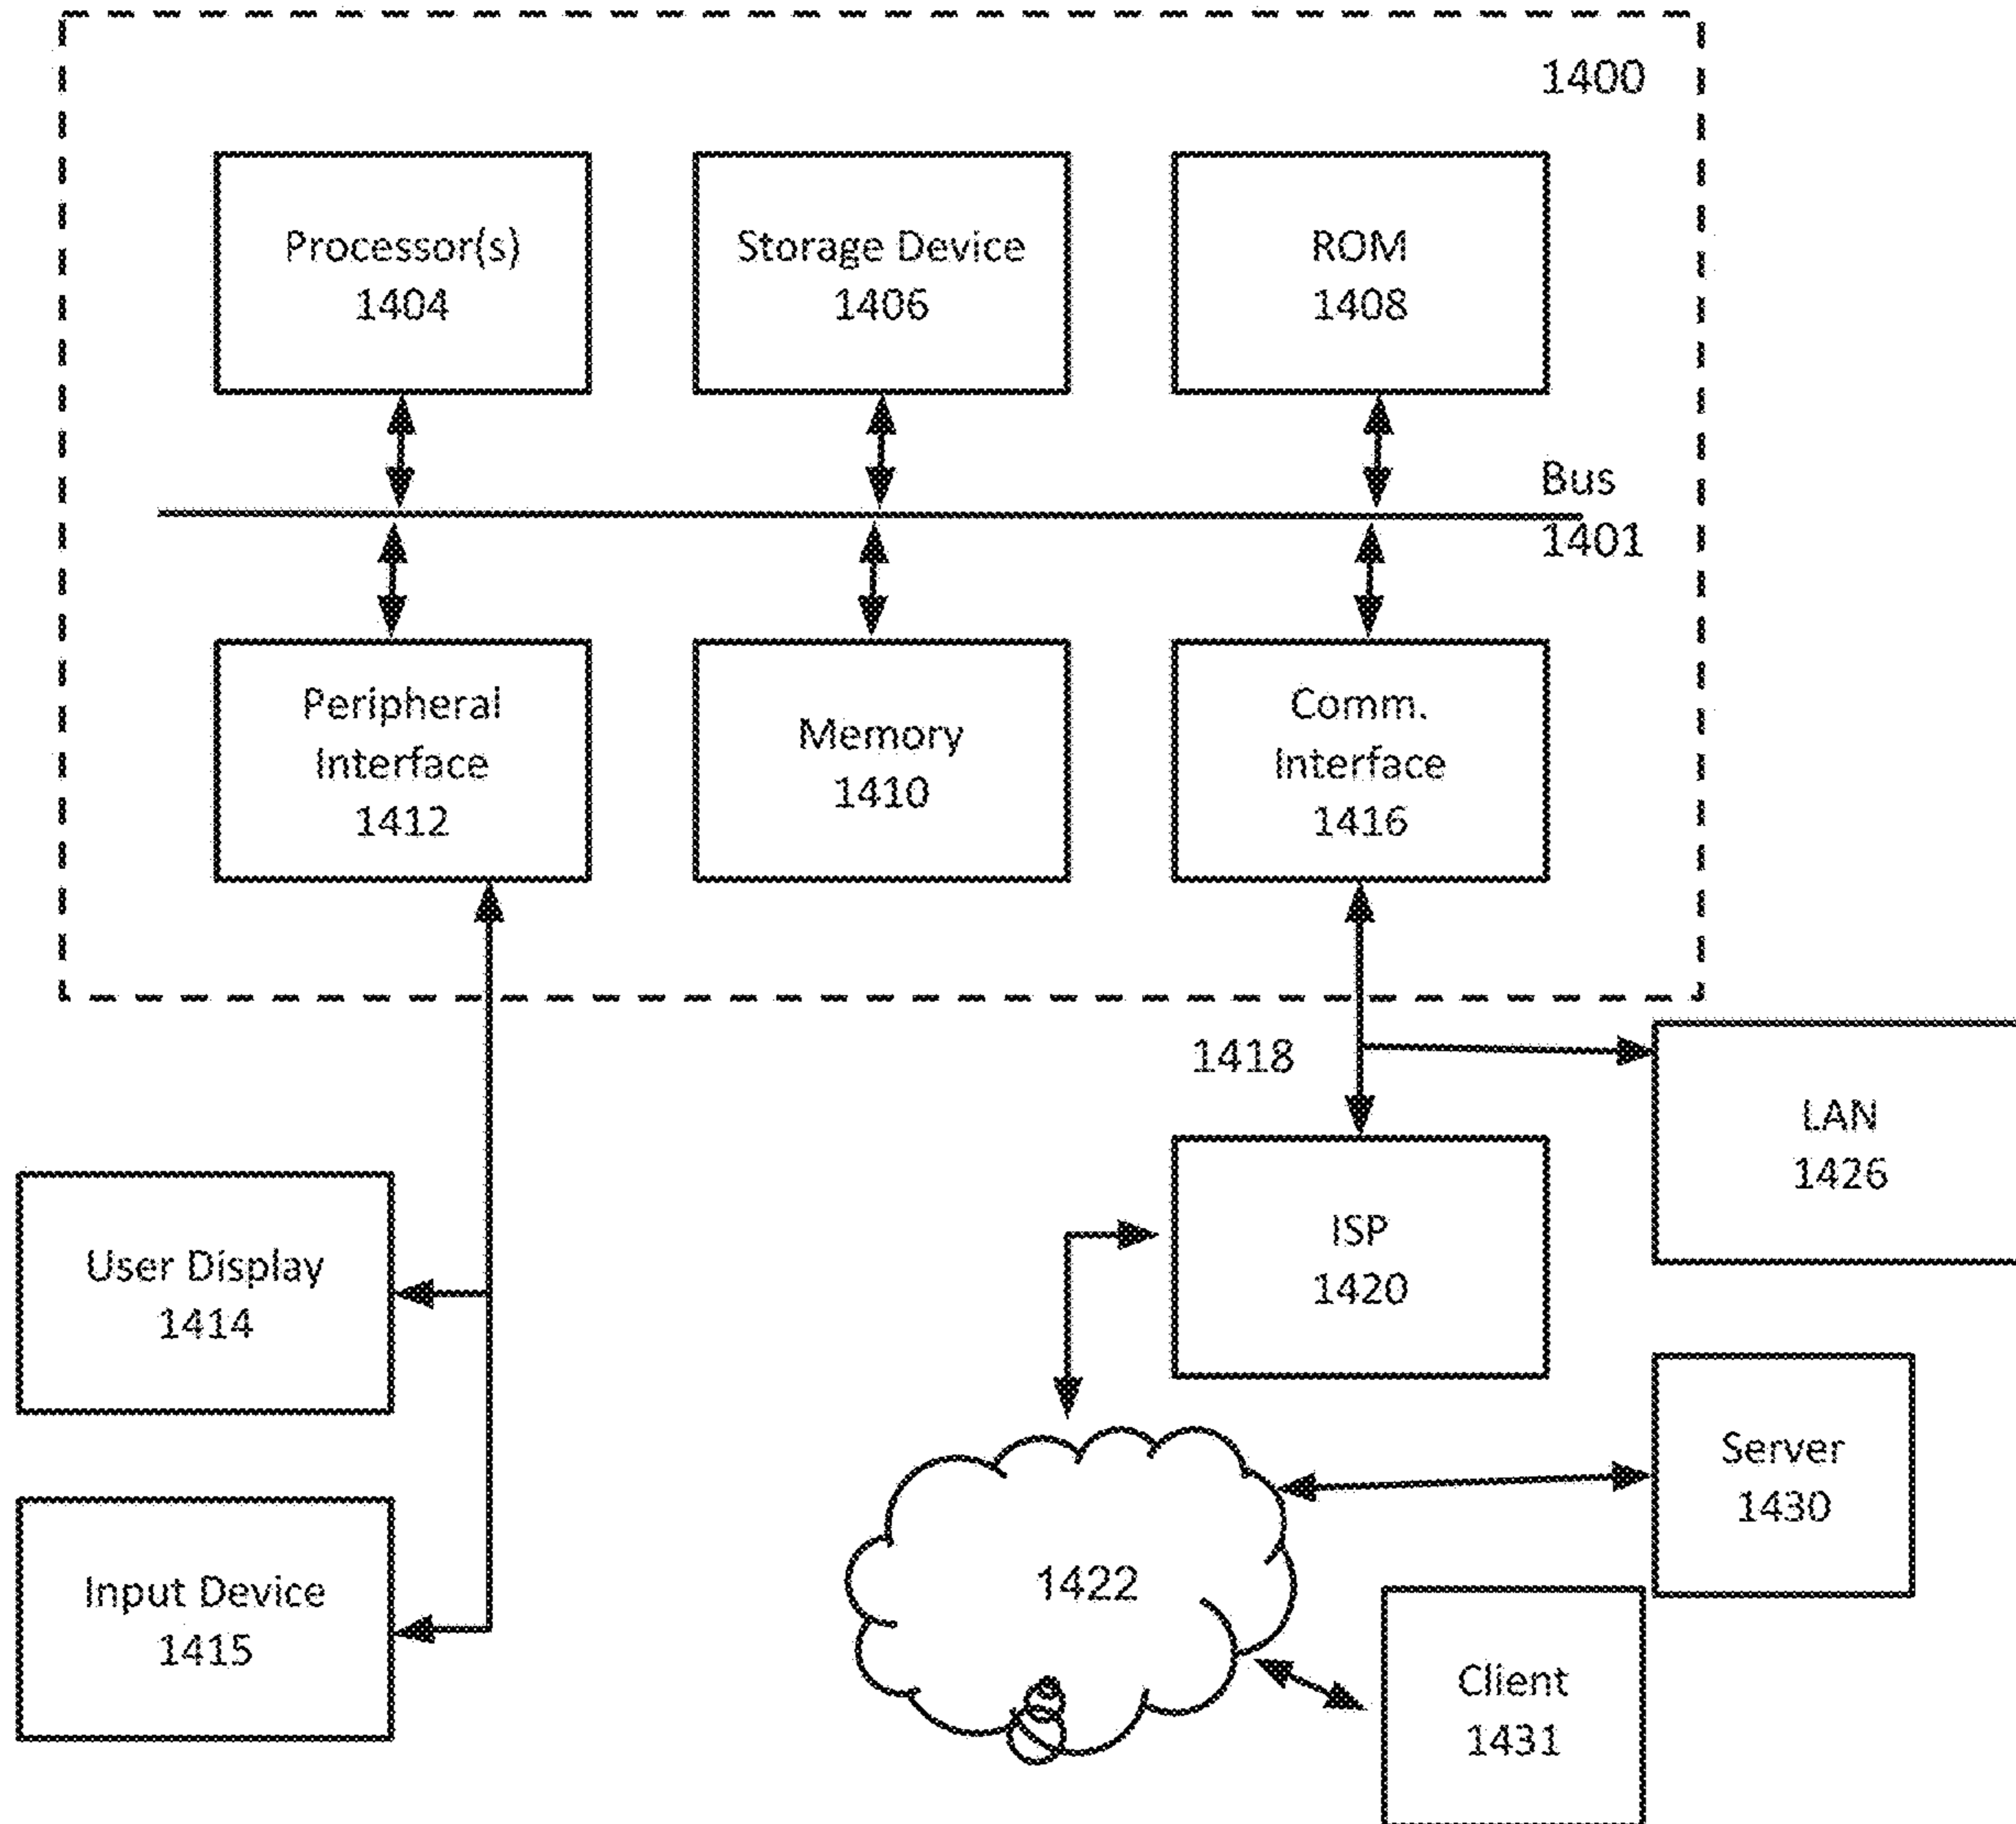 1400
Processor(s)
1404
Storage Device
1406
ROM
1408
Bus
1401
Peripheral
Interface
1412
Memory
1410
Comm.
Interface
1416
1418
LAN
1426
User Display
1414
ISP
1420
Server
1430
Input Device
1415
1422
Client
1431